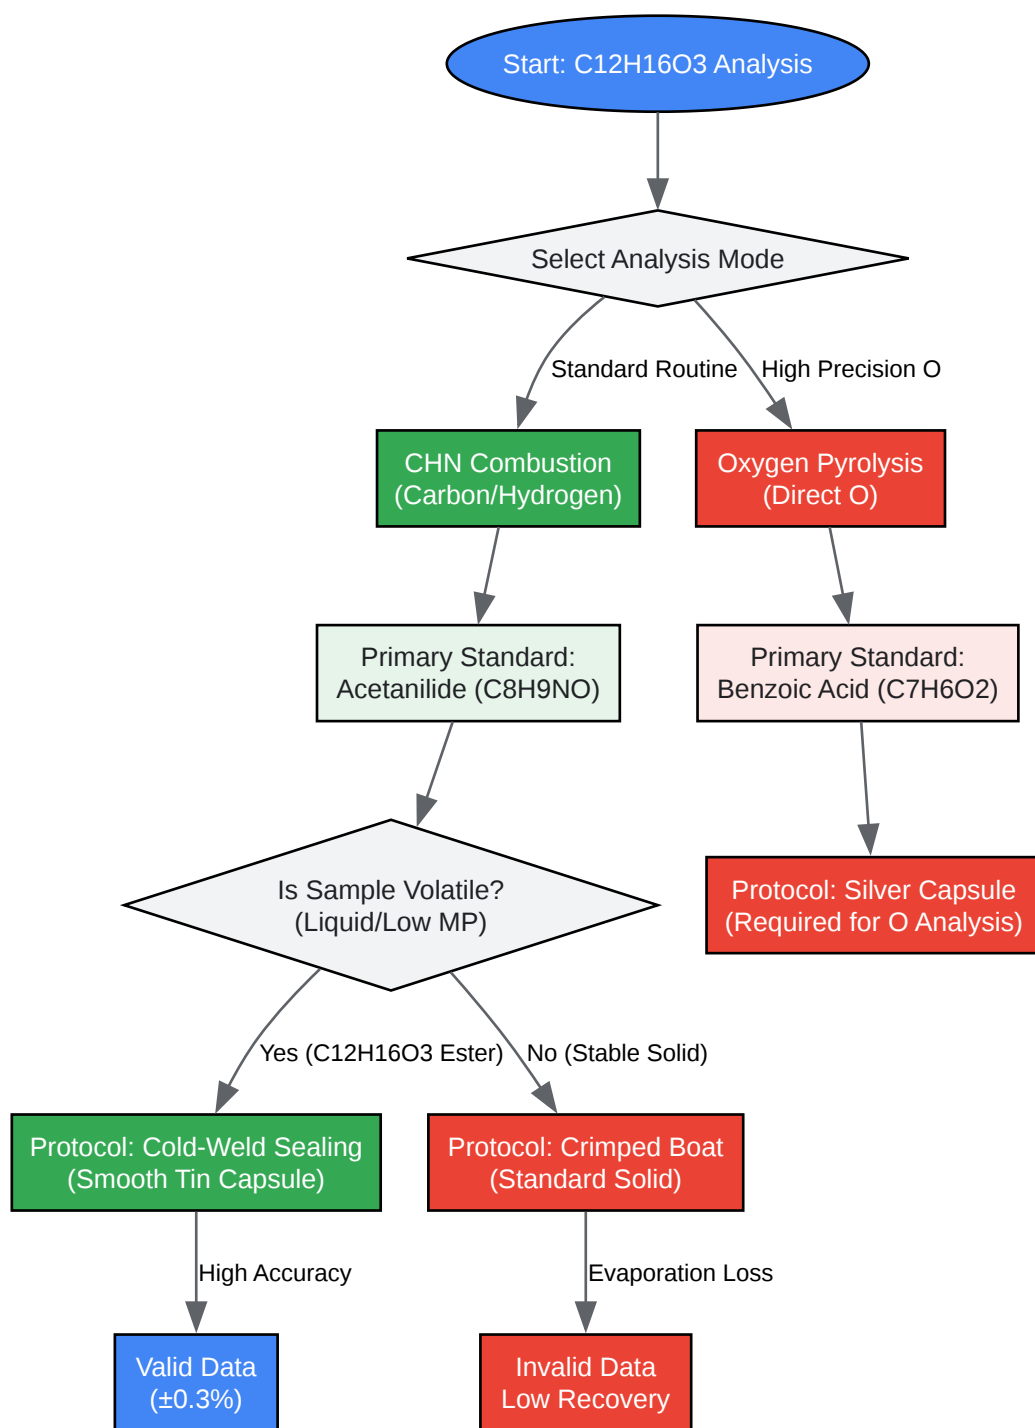 Start: C12H16O3 Analysis
Select Analysis Mode
Standard Routine
High Precision O
CHN Combustion
(Carbon/Hydrogen)
Oxygen Pyrolysis
(Direct O)
Primary Standard:
Acetanilide (C8H9NO)
Primary Standard:
Benzoic Acid (C7H6O2)
Is Sample Volatile?
(Liquid/Low MP)
Protocol: Silver Capsule
(Required for O Analysis)
Yes (C12H16O3 Ester)
No (Stable Solid)
Protocol: Cold-Weld Sealing
(Smooth Tin Capsule)
Protocol: Crimped Boat
(Standard Solid)
High Accuracy
Evaporation Loss
Valid Data
(±0.3%)
Invalid Data
Low Recovery